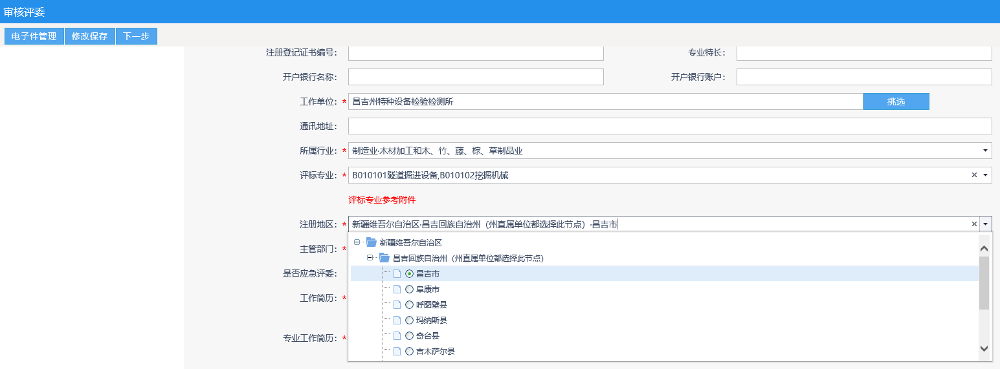 审核评委
电子件管理 修改保存 下一步
注册登记证书编号： 专业特长：
开户银行名称： 开户银行账户：
工作单位：* 昌吉州特种设备检验检测所 挑选
通讯地址：
所属行业：* 制造业·木材加工和木、竹、藤、棕、草制品业
评标专业：* B010101隧道掘进设备,B010102挖掘机械
评标专业参考附件
注册地区：* 新疆维吾尔自治区·昌吉回族自治州（州直属单位都选择此节点）·昌吉市
新疆维吾尔自治区
主管部门：*
昌吉回族自治州（州直属单位都选择此节点）
是否应急评委： 昌吉市
阜康市
工作简历：*
呼图壁县
玛纳斯县
专业工作简历：* 奇台县
吉木萨尔县